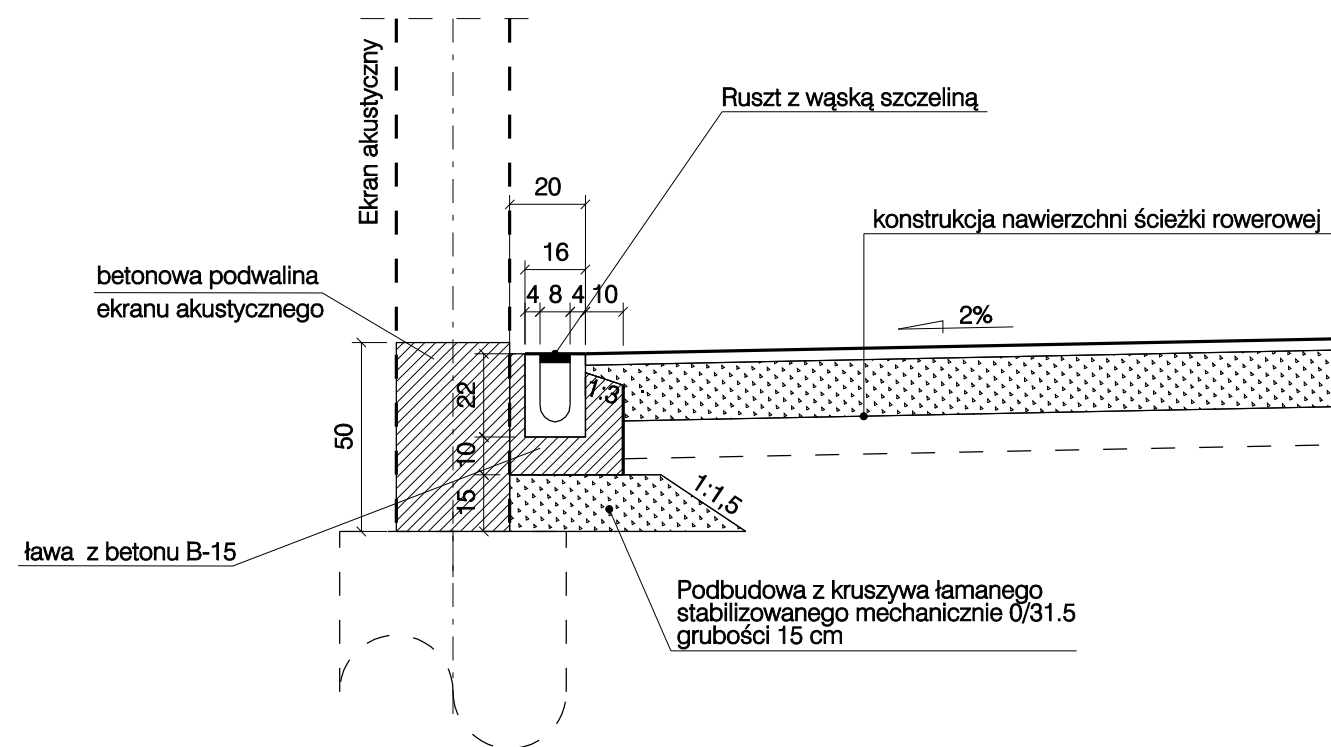 Ekran akustyczny
Ruszt z wąską szczeliną
20
konstrukcja nawierzchni ścieżki rowerowej
16
betonowa podwalina
ekranu akustycznego
4 8 4 10
2%
22
1:3
50
10
15
1:1,5
ława z betonu B-15
Podbudowa z kruszywa łamanego
stabilizowanego mechanicznie 0/31.5
grubości 15 cm